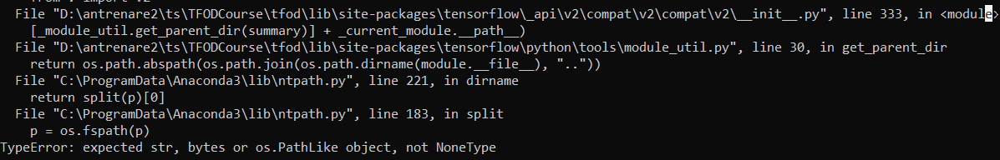 File "D:\antrenare2\ts\TFODCourse\tfod\lib\site-packages\tensorflow\_api\v2\compat\v2\compat\v2\__init__.py", line 333, in <module>
[_module_util.get_parent_dir(summary)] + _current_module.__path__)
File "D:\antrenare2\ts\TFODCourse\tfod\lib\site-packages\tensorflow\python\tools\module_util.py", line 30, in get_parent_dir
return os.path.abspath(os.path.join(os.path.dirname(module.__file__), ".."))
File "C:\ProgramData\Anaconda3\lib\ntpath.py", line 221, in dirname
return split(p)[0]
File "C:\ProgramData\Anaconda3\lib\ntpath.py", line 183, in split
p = os.fspath(p)
TypeError: expected str, bytes or os.PathLike object, not NoneType